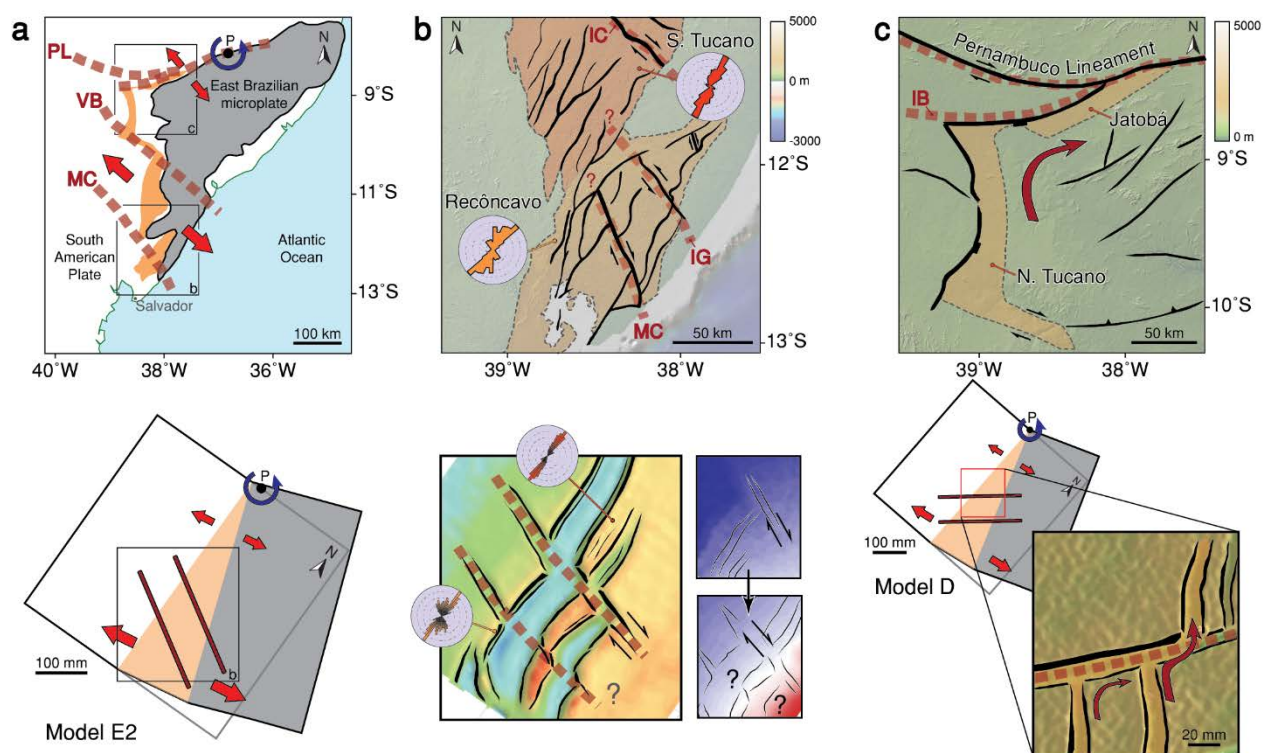 a
PL
VB
MC
P
N
East Brazilian
microplate
c
9°S
11°S
13°S
South
American
Plate
Atlantic
Ocean
b
Salvador
100 km
40°W
38°W
36°W
b
N
IC
S. Tucano
5000
0 m
-3000
?
?
12°S
Recôncavo
IG
MC
50 km
13°S
39°W
38°W
c
N
Pernambuco Lineament
5000
0 m
IB
Jatobá
9°S
N. Tucano
10°S
50 km
39°W
38°W
P
N
b
100 mm
Model E2
?
?
?
P
N
100 mm
Model D
20 mm